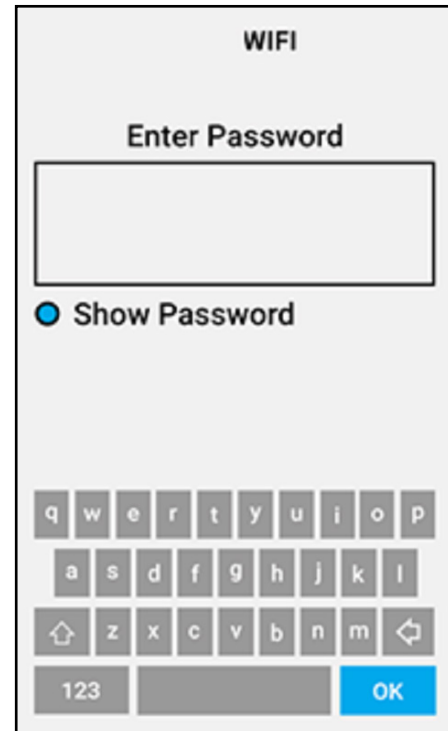 WIFI
Enter Password
Show Password
q w e r t y u i o p
a s d f g h j k l
z x c v b n m
123 OK